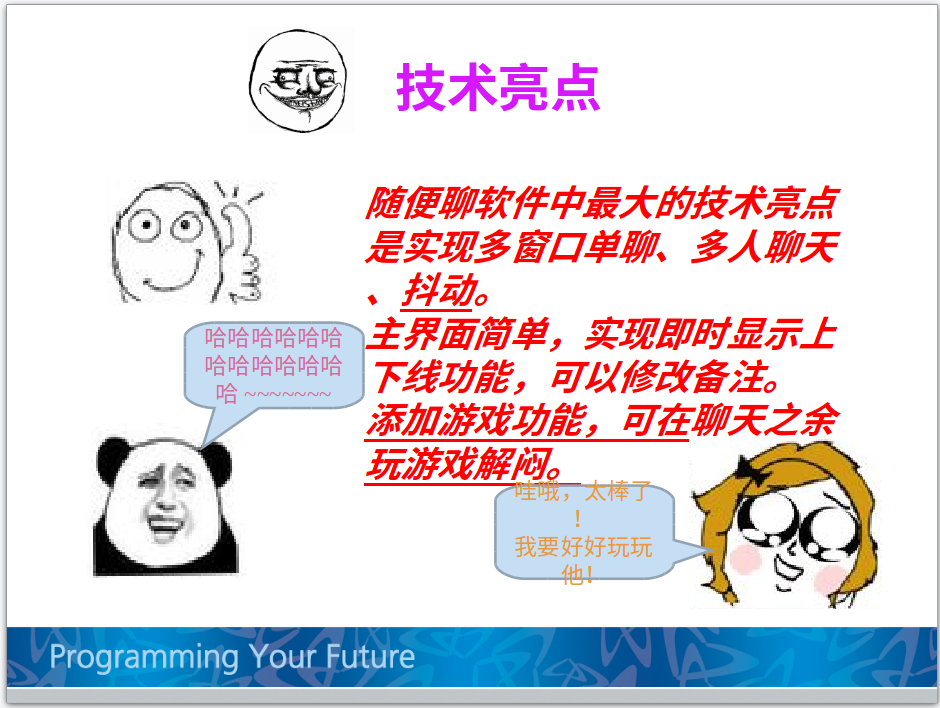 技术亮点
随便聊软件中最大的技术亮点
是实现多窗口单聊、多人聊天
、抖动。
主界面简单，实现即时显示上
下线功能，可以修改备注。
添加游戏功能，可在聊天之余
玩游戏解闷。
哈哈哈哈哈哈
哈哈哈哈哈哈
哈 ~~~~~~~
哇哦，太棒了
！
我要好好玩玩
他！
Programming Your Future